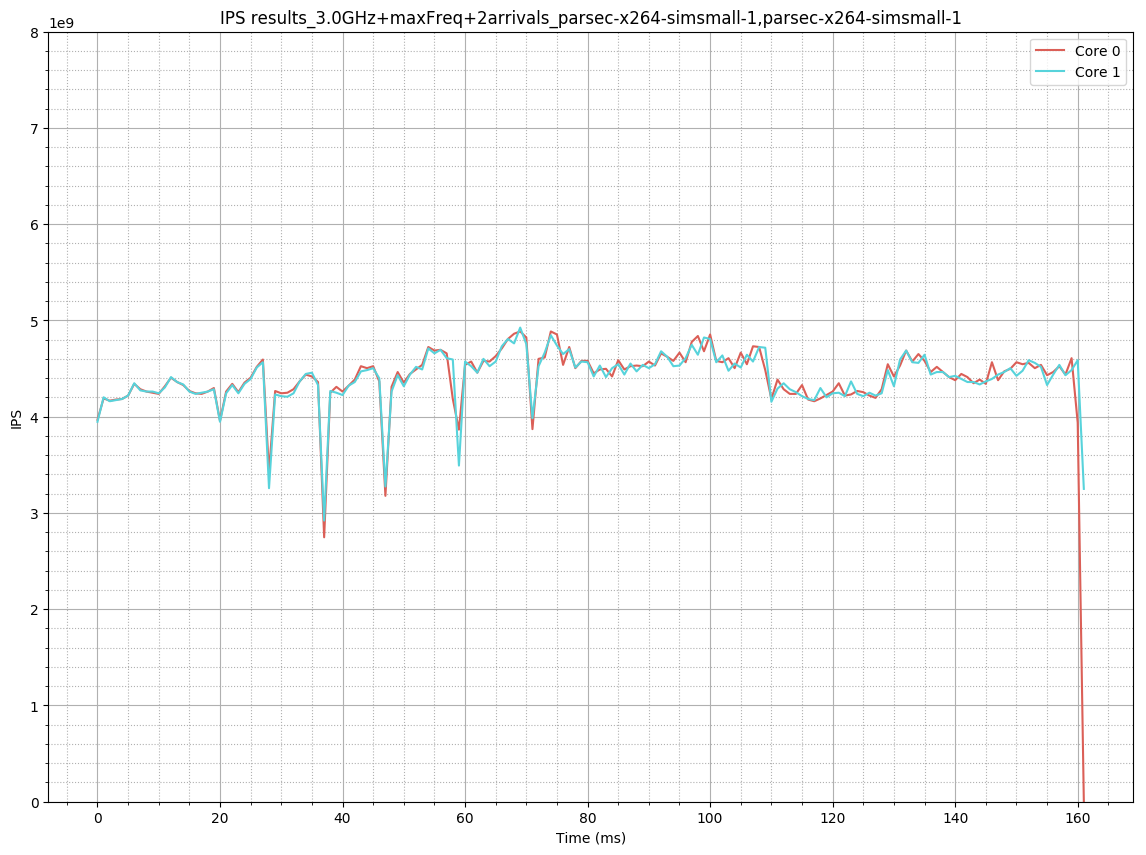 IPS results_3.0GHz+maxFreq+2arrivals_parsec-x264-simsmall-1,parsec-x264-simsmall-1
1e9
Core 0
Core 1
8
7
6
5
4
3
2
1
0
IPS
0 20 40 60 80 100 120 140 160
Time (ms)